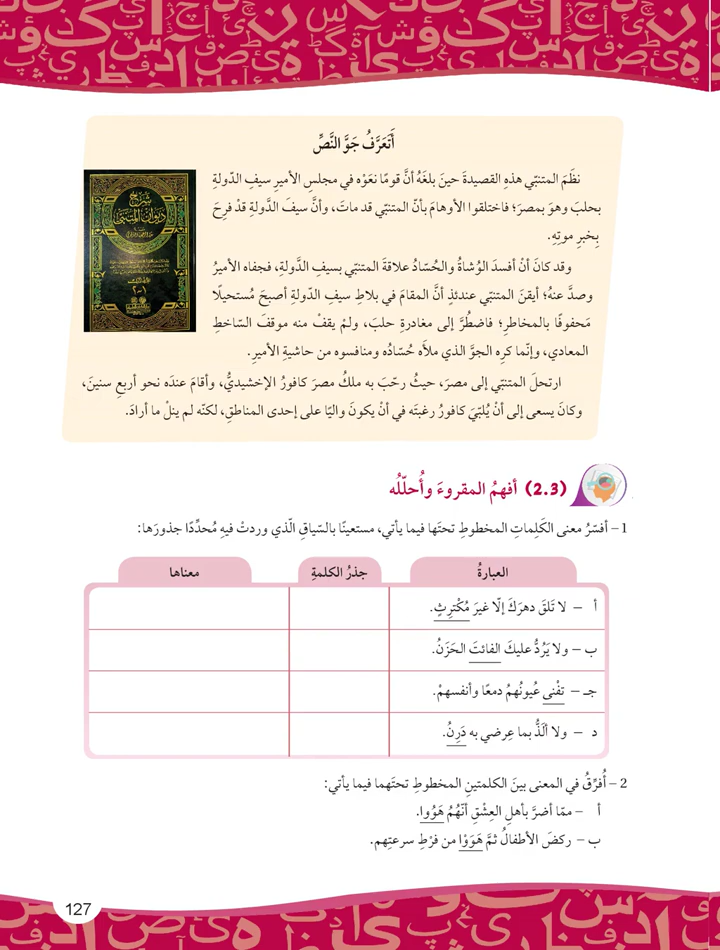 أَتَعَرَّفُ جَوَّ النَّصِّ
نظَمَ المتنبّي هذهِ القصيدةَ حينَ بلغَهُ أنَّ قومًا نعَوْه في مجلسِ الأميرِ سيفِ الدّولةِ
بحلبَ وهوَ بمصرَ؛ فاختلقوا الأوهامَ بأنّ المتنبّي قد ماتَ، وأنَّ سيفَ الدَّولةِ قدْ فرِحَ
بِخبرِ موتِهِ.
شرح
ديوان المتنبي
وقد كانَ أنْ أفسدَ الوُشاةُ والحُسّادُ علاقةَ المتنبّي بسيفِ الدَّولةِ، فجفاه الأميرُ
وصدَّ عنهُ؛ أيقنَ المتنبّي عندئذٍ أنَّ المقامَ في بلاطِ سيفِ الدّولةِ أصبحَ مُستحيلًا
مَحفوفًا بالمخاطرِ؛ فاضطُرَّ إلى مغادرةِ حلبَ، ولمْ يقفْ منه موقفَ السّاخطِ
المعادي، وإنّما كرِه الجوَّ الذي ملأَه حُسّادُه ومنافسوه من حاشيةِ الأميرِ.
ارتحلَ المتنبّي إلى مصرَ، حيثُ رحّبَ به ملكُ مصرَ كافورُ الإخشيديُّ، وأقامَ عندَه نحو أربعِ سنينَ،
وكانَ يسعى إلى أنْ يُلبّيَ كافورُ رغبتَه في أنْ يكونَ واليًا على إحدى المناطقِ، لكنّه لم ينلْ ما أرادَ.
(2.3) أفهمُ المقروءَ وأُحلّلُه
1- أفسّرُ معنى الكَلِماتِ المخطوطِ تحتَها فيما يأتي، مستعينًا بالسّياقِ الّذي وردتْ فيهِ مُحدِّدًا جذورَها:
العبارةُ جذرُ الكلمةِ معناها
أ – لا تَلقَ دهرَكَ إلّا غيرَ مُكْترِثٍ.
ب – ولا يَرُدُّ عليكَ الفائتَ الحَزَنُ.
جـ – تفْنى عُيونُهمُ دمعًا وأنفسهمْ.
د – ولا ألَذُّ بما عِرضي به دَرِنُ.
2- أُفرِّقُ في المعنى بينَ الكلمتينِ المخطوطِ تحتَهما فيما يأتي:
أ – ممّا أضرَّ بأهلِ العِشْقِ أنّهُمُ هَوُوا.
ب – ركضَ الأطفالُ ثمَّ هَوَوْا من فرْطِ سرعتِهم.
127